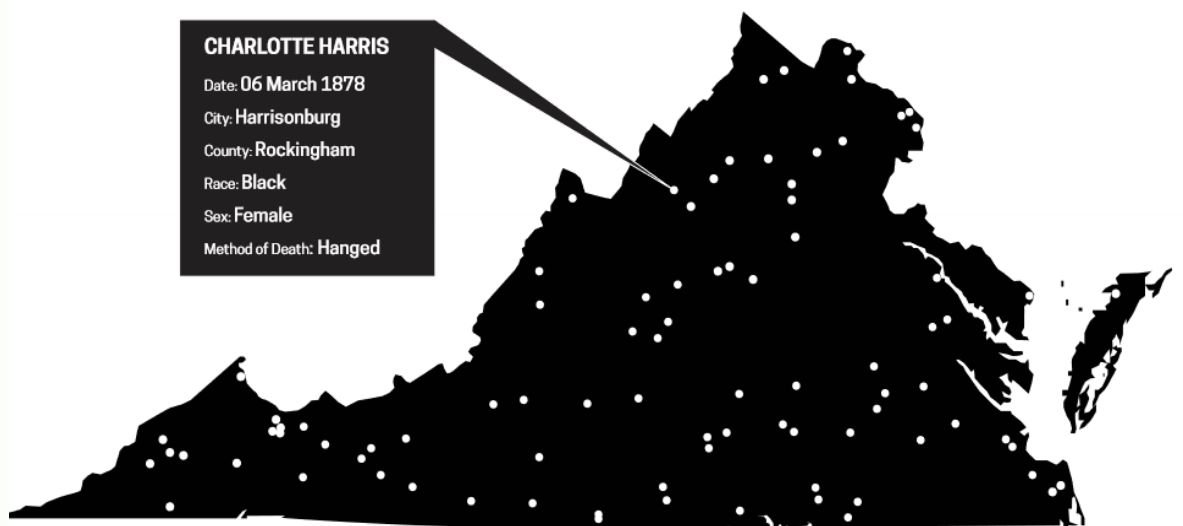 CHARLOTTE HARRIS
Date: 06 March 1878
City: Harrisonburg
County: Rockingham
Race: Black
Sex: Female
Method of Death: Hanged